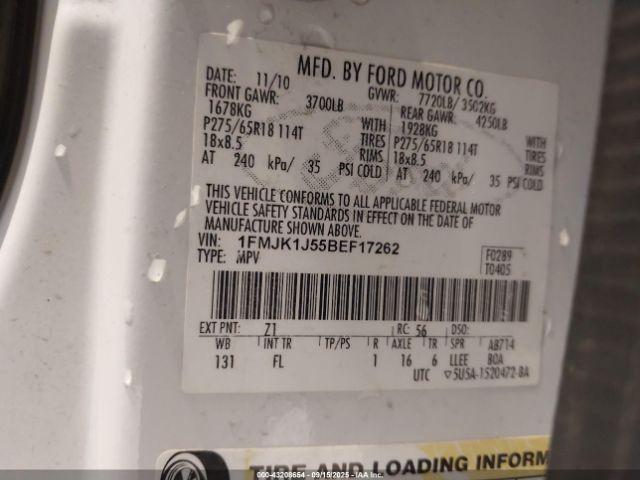 MFD. BY FORD MOTOR CO.
DATE: 11/10 GVWR: 7720LB/ 3502KG
FRONT GAWR: 3700LB REAR GAWR: 4250LB
1678KG WITH 1928KG WITH
P275/65R18 114T TIRES P275/65R18 114T TIRES
18x8.5 RIMS 18x8.5 RIMS
AT 240 kPa/ 35 PSI COLD AT 240 kPa/ 35 PSI COLD
THIS VEHICLE CONFORMS TO ALL APPLICABLE FEDERAL MOTOR
VEHICLE SAFETY STANDARDS IN EFFECT ON THE DATE OF
MANUFACTURE SHOWN ABOVE.
VIN: 1FMJK1J55BEF17262 F0289
TYPE: MPV T0405
EXT PNT: Z1 RC: 56 DSO:
WB INT TR TP/PS R AXLE TR SPR AB714
131 FL 1 16 6 LLEE BOA
UTC ▽5U5A-1520472-BA
TIRE AND LOADING INFORM
000-43208654 - 09/15/2025 - COPYRIGHT IAA, LLC